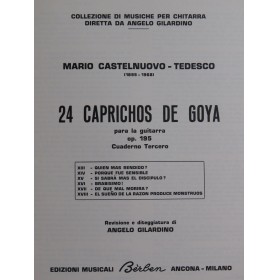 COLLEZIONE DI MUSICHE PER CHITARRA
DIRETTA DA ANGELO GILARDINO
MARIO CASTELNUOVO - TEDESCO
(1895 - 1968)
24 CAPRICHOS DE GOYA
para la guitarra
op. 195
Cuaderno Tercero
XIII - QUIEN MAS RENDIDO?
XIV - PORQUE FUE SENSIBLE
XV - SI SABRÀ MAS EL DISCIPULO?
XVI - BRABISIMO!
XVII - DE QUE MAL MORIRA?
XVIII - EL SUEÑO DE LA RAZON PRODUCE MONSTRUOS
Revisione e diteggiatura di
ANGELO GILARDINO
EDIZIONI MUSICALI Bèrben ANCONA - MILANO